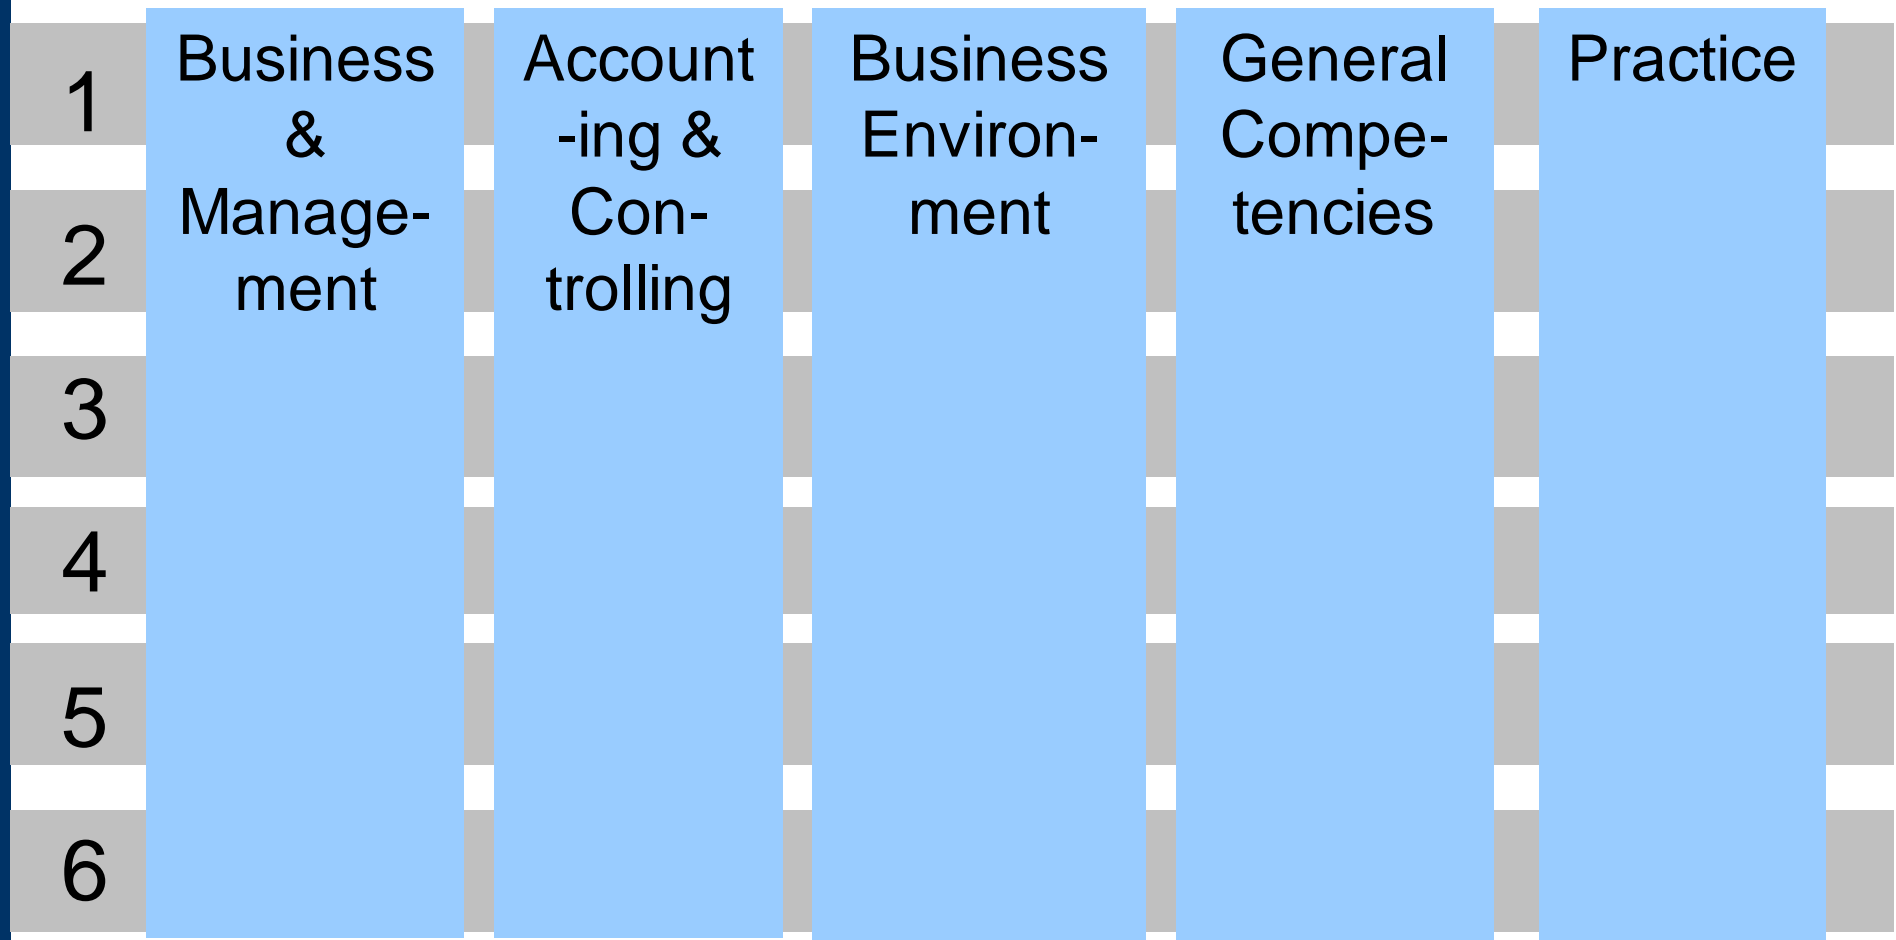 1
2
3
4
5
6
Business
&
Manage-
ment
Account
-ing &
Con-
trolling
Business
Environ-
ment
General
Compe-
tencies
Practice